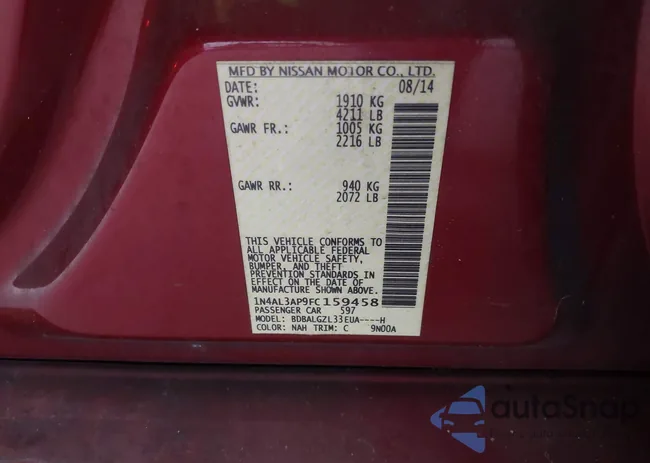 MFD BY NISSAN MOTOR CO., LTD.
DATE: 08/14
GVWR: 1910 KG
4211 LB
GAWR FR.: 1005 KG
2216 LB
GAWR RR.: 940 KG
2072 LB
THIS VEHICLE CONFORMS TO
ALL APPLICABLE FEDERAL
MOTOR VEHICLE SAFETY,
BUMPER, AND THEFT
PREVENTION STANDARDS IN
EFFECT ON THE DATE OF
MANUFACTURE SHOWN ABOVE.
1N4AL3AP9FC159458
PASSENGER CAR 597
MODEL: BDBALGZL33EUA----H
COLOR: NAH TRIM: C 9N00A
autoSnap